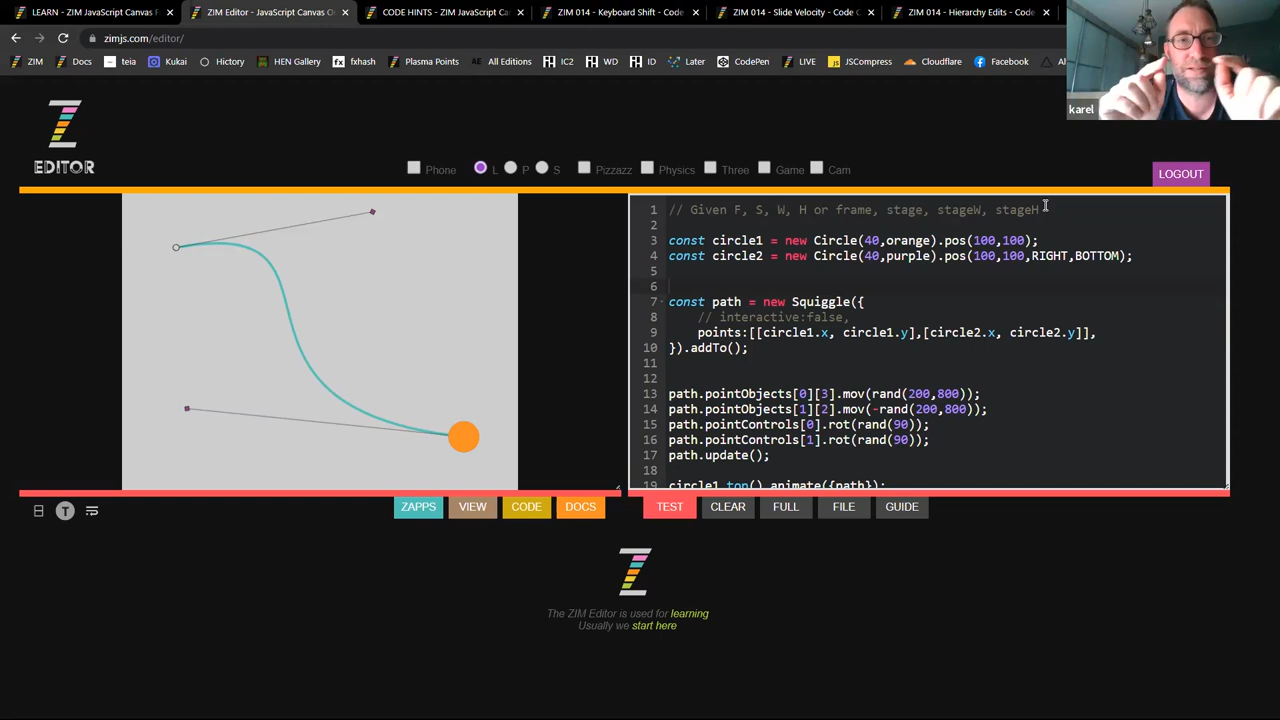 LEARN - ZIM JavaScript Canvas F
ZIM Editor - JavaScript Canvas O
CODE HINTS - ZIM JavaScript Ca
ZIM 014 - Keyboard Shift - Code
ZIM 014 - Slide Velocity - Code
ZIM 014 - Hierarchy Edits - Code
zimjs.com/editor/
ZIM
Docs
teia
Kukai
Hictory
HEN Gallery
fx fxhash
Plasma Points
AE All Editions
IC2
WD
ID
Later
CodePen
LIVE
JSCompress
Cloudflare
Facebook
karel
EDITOR
Phone L P S Pizzazz Physics Three Game Cam
LOGOUT
1 // Given F, S, W, H or frame, stage, stageW, stageH
2
3 const circle1 = new Circle(40,orange).pos(100,100);
4 const circle2 = new Circle(40,purple).pos(100,100,RIGHT,BOTTOM);
5
6
7 const path = new Squiggle({
8 // interactive:false,
9 points:[[circle1.x, circle1.y],[circle2.x, circle2.y]],
10 }).addTo();
11
12
13 path.pointObjects[0][3].mov(rand(200,800));
14 path.pointObjects[1][2].mov(-rand(200,800));
15 path.pointControls[0].rot(rand(90));
16 path.pointControls[1].rot(rand(90));
17 path.update();
18
19 circle1.top().animate({path});
T
ZAPPS VIEW CODE DOCS
TEST CLEAR FULL FILE GUIDE
The ZIM Editor is used for learning
Usually we start here